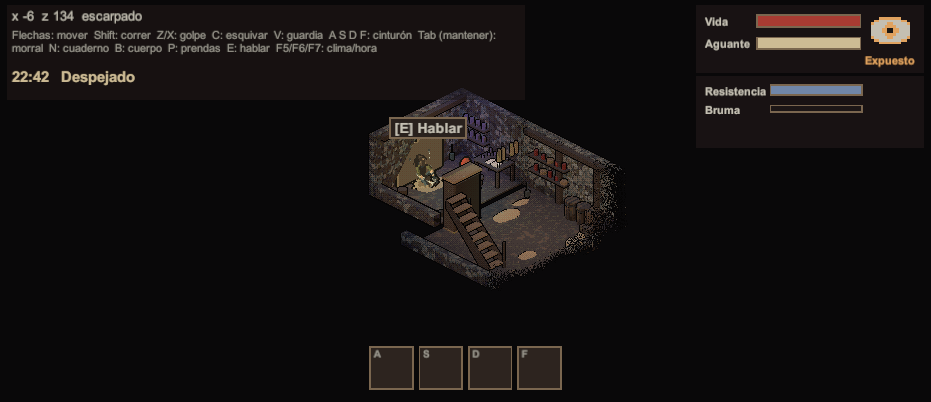 x -6 z 134 escarpado
Flechas: mover Shift: correr Z/X: golpe C: esquivar V: guardia A S D F: cinturón Tab (mantener):
morral N: cuaderno B: cuerpo P: prendas E: hablar F5/F6/F7: clima/hora
22:42 Despejado
Vida
Aguante
Expuesto
Resistencia
Bruma
[E] Hablar
A S D F